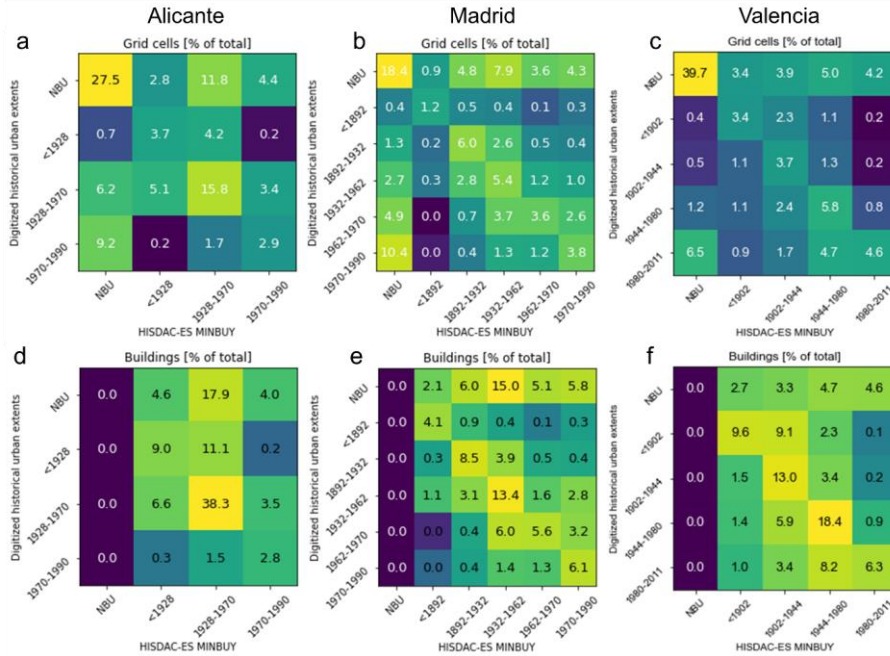 Alicante Madrid Valencia
a b c
Grid cells [% of total] Grid cells [% of total] Grid cells [% of total]
Digitized historical urban extents
NBU 27.5 2.8 11.8 4.4
<1928 0.7 3.7 4.2 0.2
1928-1970 6.2 5.1 15.8 3.4
1970-1990 9.2 0.2 1.7 2.9
NBU <1928 1928-1970 1970-1990
HISDAC-ES MINBUY
Digitized historical urban extents
NBU 18.4 0.9 4.8 7.9 3.6 4.3
<1892 0.4 1.2 0.5 0.4 0.1 0.3
1892-1932 1.3 0.2 6.0 2.6 0.5 0.4
1932-1962 2.7 0.3 2.8 5.4 1.2 1.0
1962-1970 4.9 0.0 0.7 3.7 3.6 2.6
1970-1990 10.4 0.0 0.4 1.3 1.2 3.8
NBU <1892 1892-1932 1932-1962 1962-1970 1970-1990
HISDAC-ES MINBUY
Digitized historical urban extents
NBU 39.7 3.4 3.9 5.0 4.2
<1902 0.4 3.4 2.3 1.1 0.2
1902-1944 0.5 1.1 3.7 1.3 0.2
1944-1980 1.2 1.1 2.4 5.8 0.8
1980-2011 6.5 0.9 1.7 4.7 4.6
NBU <1902 1902-1944 1944-1980 1980-2011
HISDAC-ES MINBUY
d e f
Buildings [% of total] Buildings [% of total] Buildings [% of total]
Digitized historical urban extents
NBU 0.0 4.6 17.9 4.0
<1928 0.0 9.0 11.1 0.2
1928-1970 0.0 6.6 38.3 3.5
1970-1990 0.0 0.3 1.5 2.8
NBU <1928 1928-1970 1970-1990
HISDAC-ES MINBUY
Digitized historical urban extents
NBU 0.0 2.1 6.0 15.0 5.1 5.8
<1892 0.0 4.1 0.9 0.4 0.1 0.3
1892-1932 0.0 0.3 8.5 3.9 0.5 0.4
1932-1962 0.0 1.1 3.1 13.4 1.6 2.8
1962-1970 0.0 0.0 0.4 6.0 5.6 3.2
1970-1990 0.0 0.0 0.4 1.4 1.3 6.1
NBU <1892 1892-1932 1932-1962 1962-1970 1970-1990
HISDAC-ES MINBUY
Digitized historical urban extents
NBU 0.0 2.7 3.3 4.7 4.6
<1902 0.0 9.6 9.1 2.3 0.1
1902-1944 0.0 1.5 13.0 3.4 0.2
1944-1980 0.0 1.4 5.9 18.4 0.9
1980-2011 0.0 1.0 3.4 8.2 6.3
NBU <1902 1902-1944 1944-1980 1980-2011
HISDAC-ES MINBUY